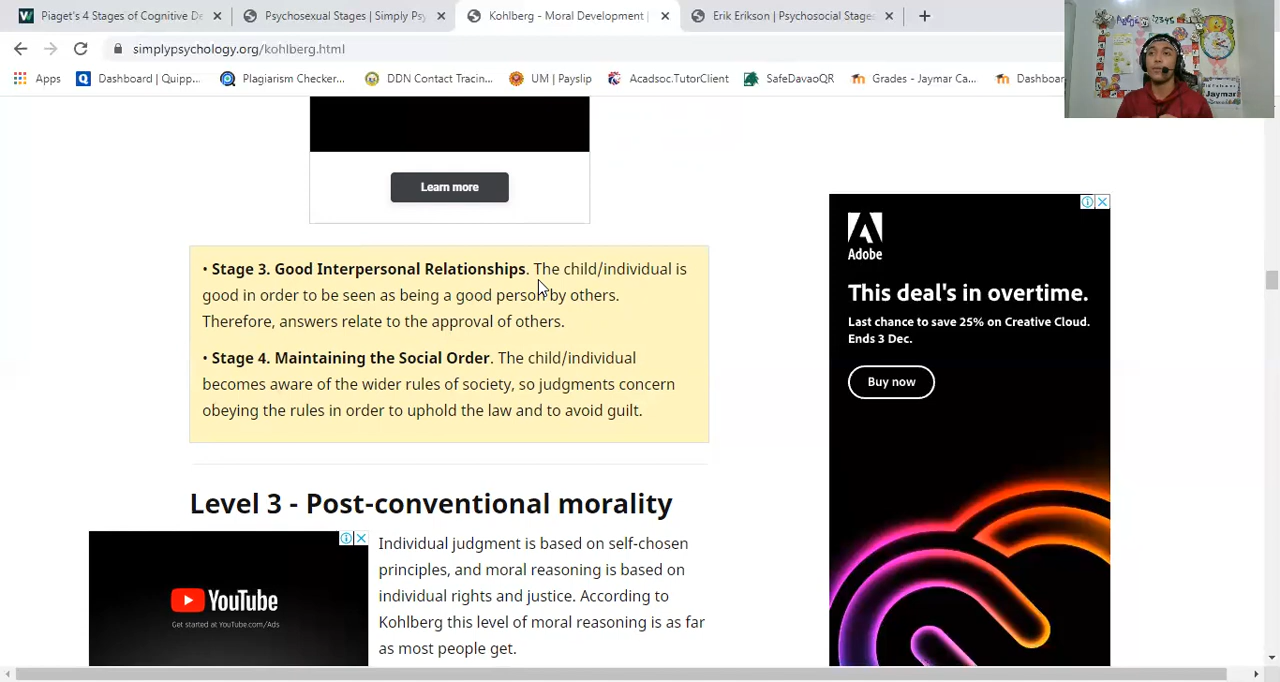 Piaget's 4 Stages of Cognitive De
Psychosexual Stages | Simply Psy
Kohlberg - Moral Development |
Erik Erikson | Psychosocial Stages
simplypsychology.org/kohlberg.html
Apps
Dashboard | Quipp...
Plagiarism Checker...
DDN Contact Tracin...
UM | Payslip
Acadsoc.TutorClient
SafeDavaoQR
Grades - Jaymar Ca...
Dashboar
Jaymar
Learn more
• Stage 3. Good Interpersonal Relationships. The child/individual is
good in order to be seen as being a good person by others.
Therefore, answers relate to the approval of others.
• Stage 4. Maintaining the Social Order. The child/individual
becomes aware of the wider rules of society, so judgments concern
obeying the rules in order to uphold the law and to avoid guilt.
Level 3 - Post-conventional morality
Individual judgment is based on self-chosen
principles, and moral reasoning is based on
individual rights and justice. According to
Kohlberg this level of moral reasoning is as far
as most people get.
YouTube
Get started at YouTube.com/Ads
Adobe
This deal's in overtime.
Last chance to save 25% on Creative Cloud.
Ends 3 Dec.
Buy now